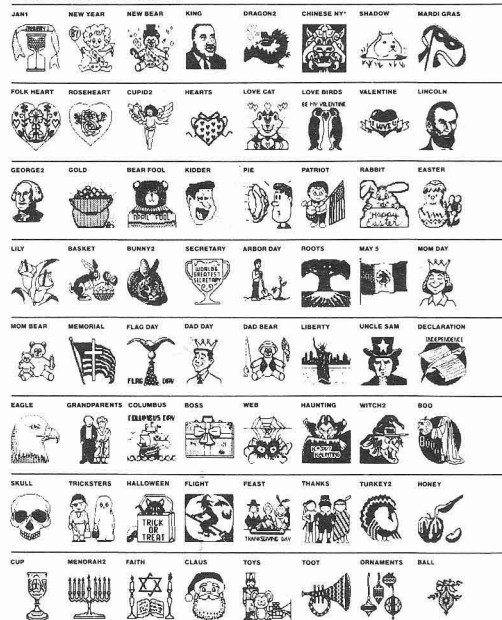 JAN1 NEW YEAR NEW BEAR KING DRAGON2 CHINESE NY* SHADOW MARDI GRAS
JANUARY 1
FOLK HEART ROSEHEART CUPID2 HEARTS LOVE CAT LOVE BIRDS VALENTINE LINCOLN
BE MY VALENTINE
I LOVE U
GEORGE2 GOLD BEAR FOOL KIDDER PIE PATRIOT RABBIT EASTER
APRIL FOOL
Happy Easter
LILY BASKET BUNNY2 SECRETARY ARBOR DAY ROOTS MAY 5 MOM DAY
WORLDS
GREATEST
SECRETARY
MOM BEAR MEMORIAL FLAG DAY DAD DAY DAD BEAR LIBERTY UNCLE SAM DECLARATION
INDEPENDENCE
FLAG DAY
EAGLE GRANDPARENTS COLUMBUS BOSS WEB HAUNTING WITCH2 BOO
COLUMBUS DAY
HAPPY
HAUNTING
SKULL TRICKSTERS HALLOWEEN FLIGHT FEAST THANKS TURKEY2 HONEY
TRICK
OR
TREAT
THANKSGIVING DAY
CUP MENORAH2 FAITH CLAUS TOYS TOOT ORNAMENTS BALL